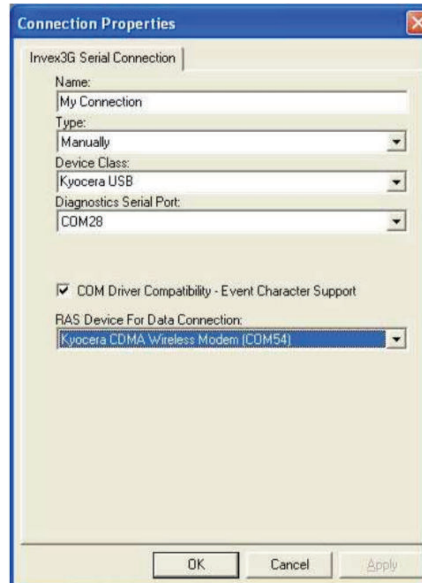 Connection Properties
Invex3G Serial Connection
Name:
My Connection
Type:
Manually
Device Class:
Kyocera USB
Diagnostics Serial Port:
COM28
COM Driver Compatibility - Event Character Support
RAS Device For Data Connection:
Kyocera CDMA Wireless Modem (COM54)
OK Cancel Apply